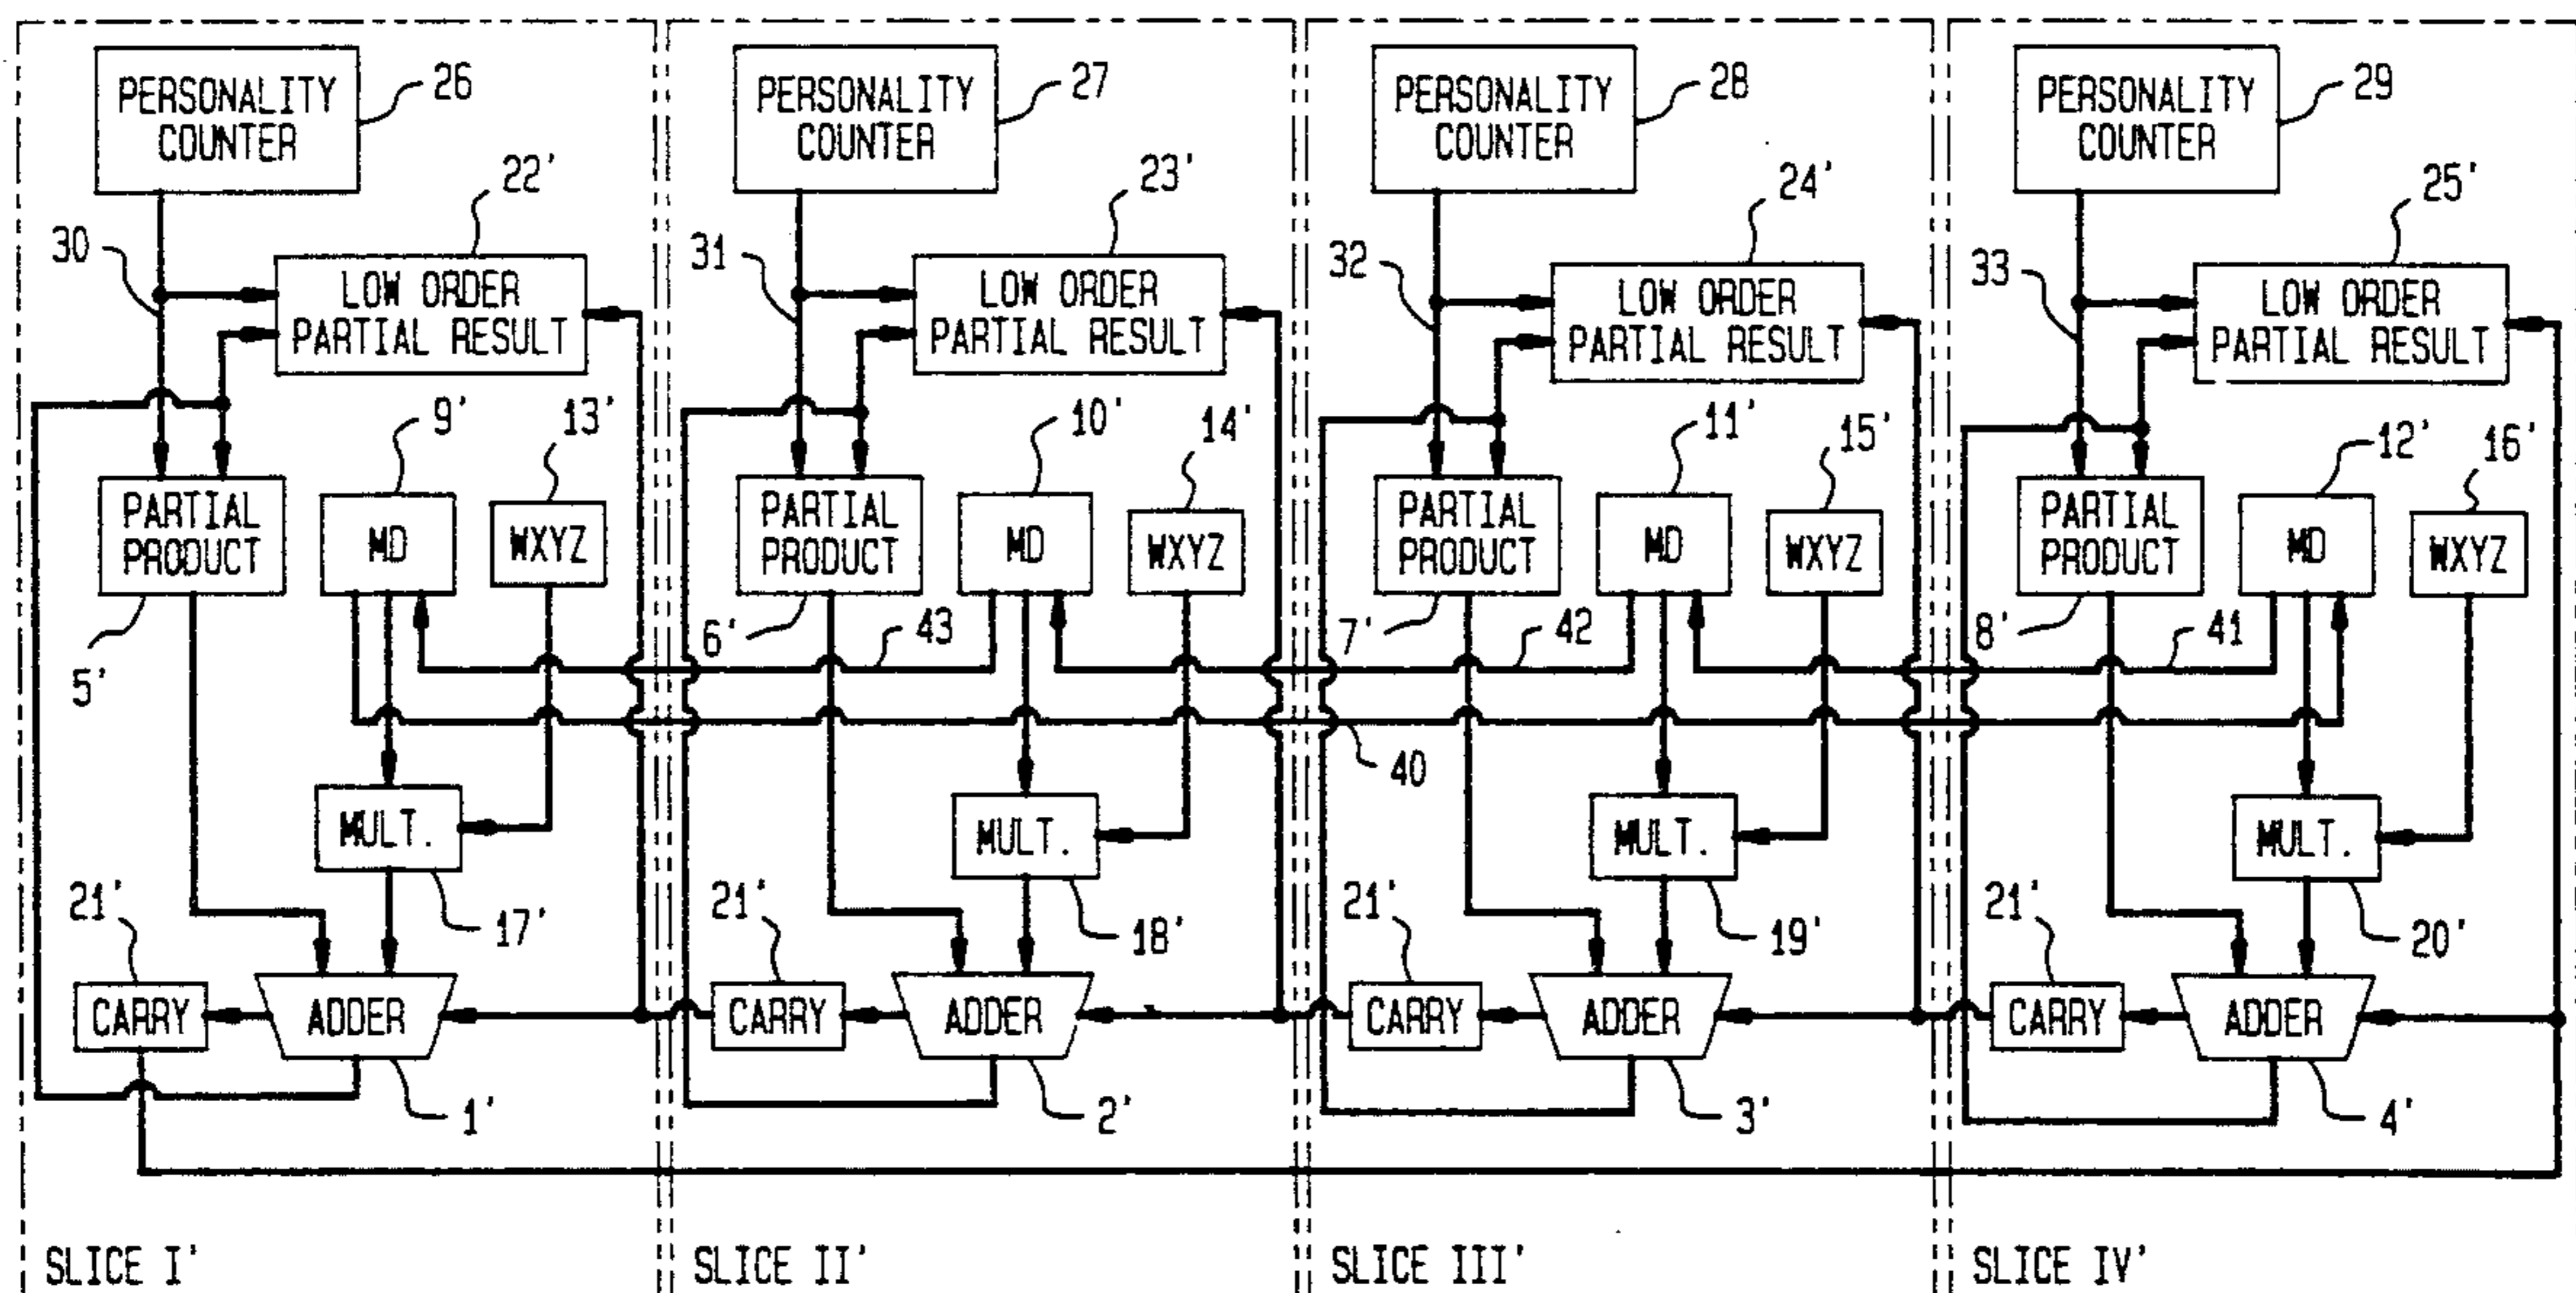 PERSONALITY
COUNTER
26
22'
30
LOW ORDER
PARTIAL RESULT
9'
13'
PARTIAL
PRODUCT
MD
WXYZ
5'
MULT.
17'
21'
CARRY
ADDER
1'
SLICE I'
PERSONALITY
COUNTER
27
23'
31
LOW ORDER
PARTIAL RESULT
10'
14'
PARTIAL
PRODUCT
MD
WXYZ
6'
43
MULT.
18'
21'
CARRY
ADDER
2'
SLICE II'
PERSONALITY
COUNTER
28
24'
32
LOW ORDER
PARTIAL RESULT
11'
15'
PARTIAL
PRODUCT
MD
WXYZ
7'
42
40
MULT.
19'
21'
CARRY
ADDER
3'
SLICE III'
PERSONALITY
COUNTER
29
25'
33
LOW ORDER
PARTIAL RESULT
12'
16'
PARTIAL
PRODUCT
MD
WXYZ
8'
41
MULT.
20'
21'
CARRY
ADDER
4'
SLICE IV'